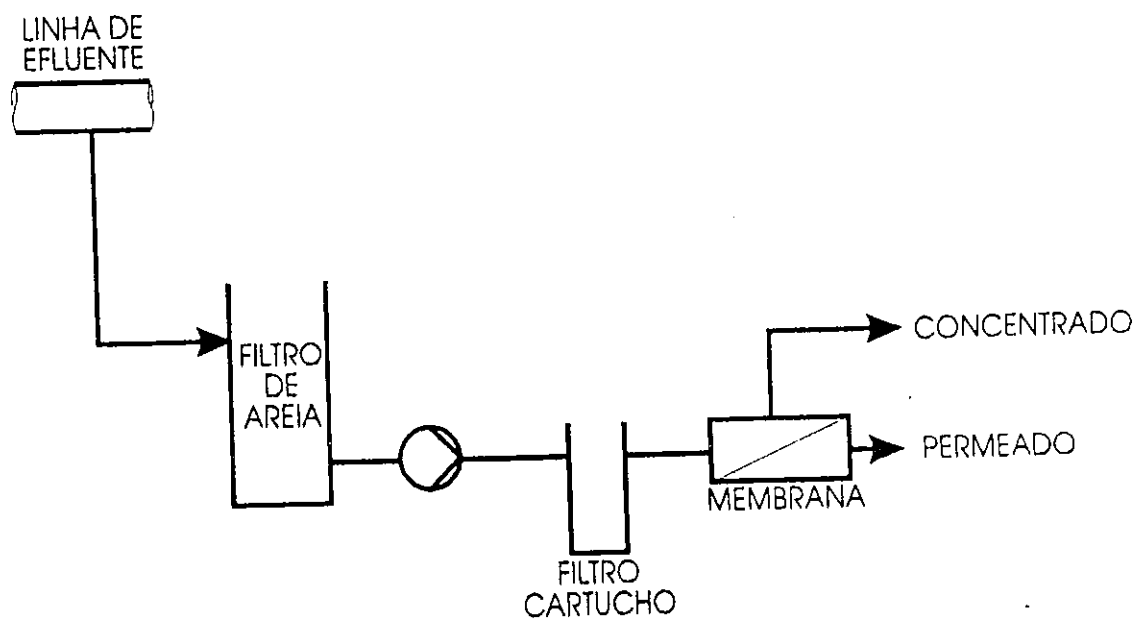 LINHA DE
EFLUENTE
FILTRO
DE
AREIA
CONCENTRADO
PERMEADO
MEMBRANA
FILTRO
CARTUCHO